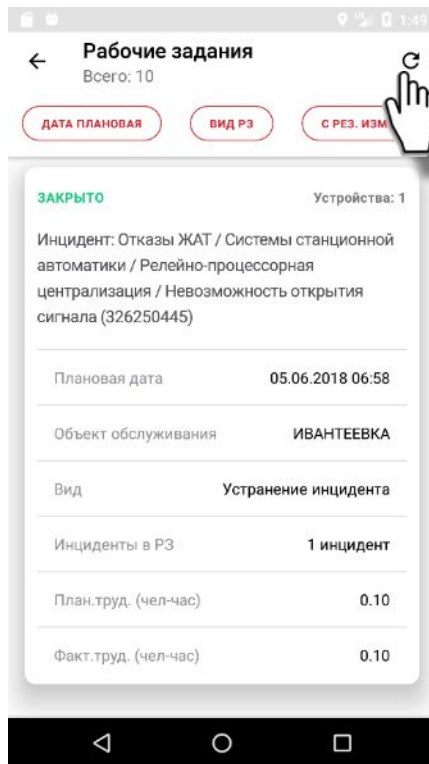 1:49
Рабочие задания
Всего: 10
ДАТА ПЛАНОВАЯ ВИД РЗ С РЕЗ. ИЗМ
ЗАКРЫТО Устройства: 1
Инцидент: Отказы ЖАТ / Системы станционной
автоматики / Релейно-процессорная
централизация / Невозможность открытия
сигнала (326250445)
Плановая дата 05.06.2018 06:58
Объект обслуживания ИВАНТЕЕВКА
Вид Устранение инцидента
Инциденты в РЗ 1 инцидент
План.труд. (чел-час) 0.10
Факт.труд. (чел-час) 0.10